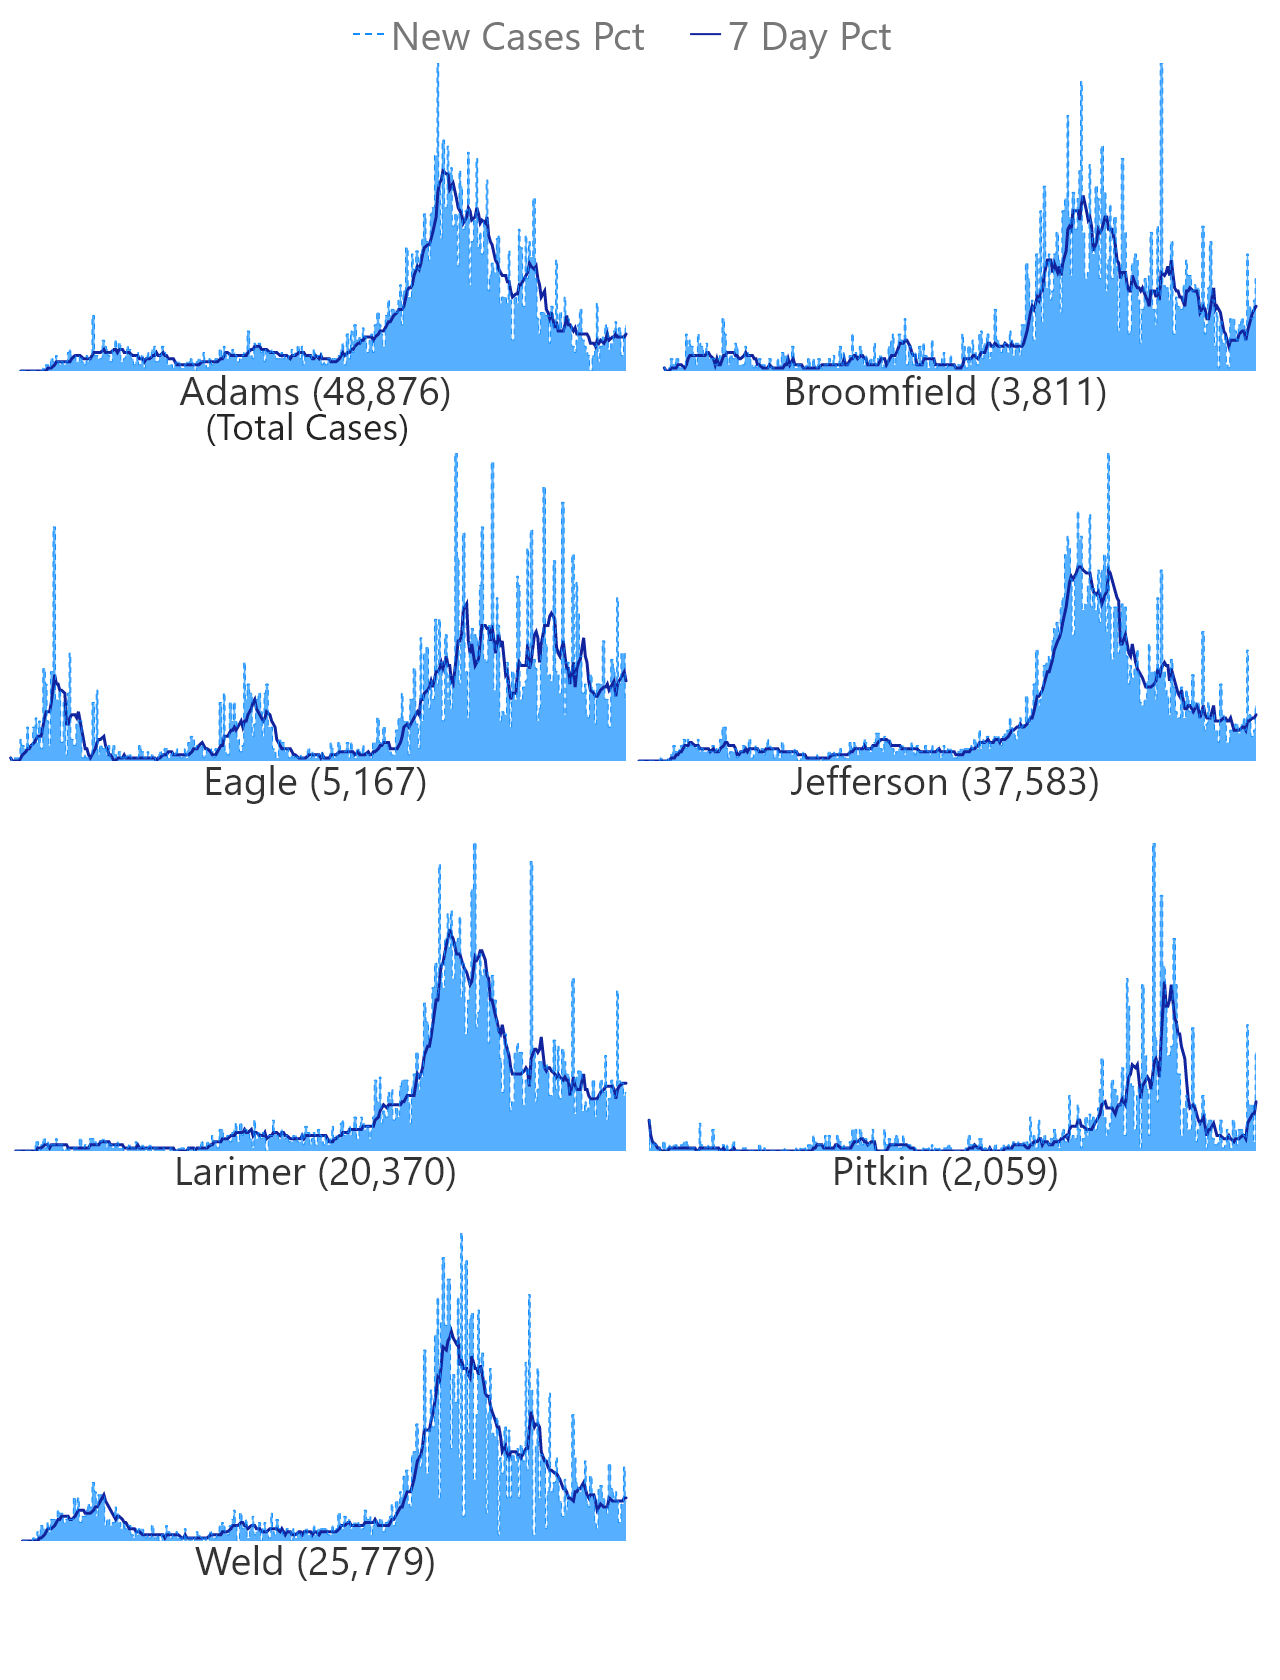 New Cases Pct 7 Day Pct
Adams (48,876) Broomfield (3,811)
(Total Cases)
Eagle (5,167) Jefferson (37,583)
Larimer (20,370) Pitkin (2,059)
Weld (25,779)